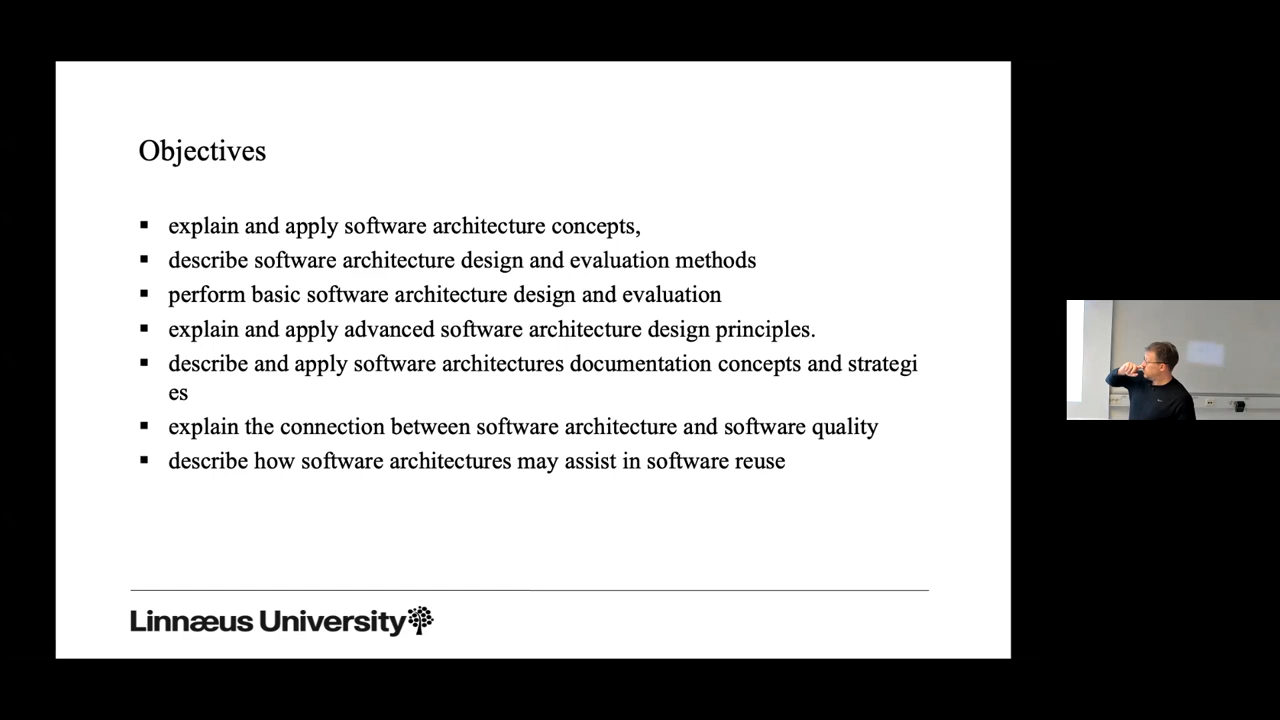 Objectives
▪ explain and apply software architecture concepts,
▪ describe software architecture design and evaluation methods
▪ perform basic software architecture design and evaluation
▪ explain and apply advanced software architecture design principles.
▪ describe and apply software architectures documentation concepts and strategi
es
▪ explain the connection between software architecture and software quality
▪ describe how software architectures may assist in software reuse
Linnæus University